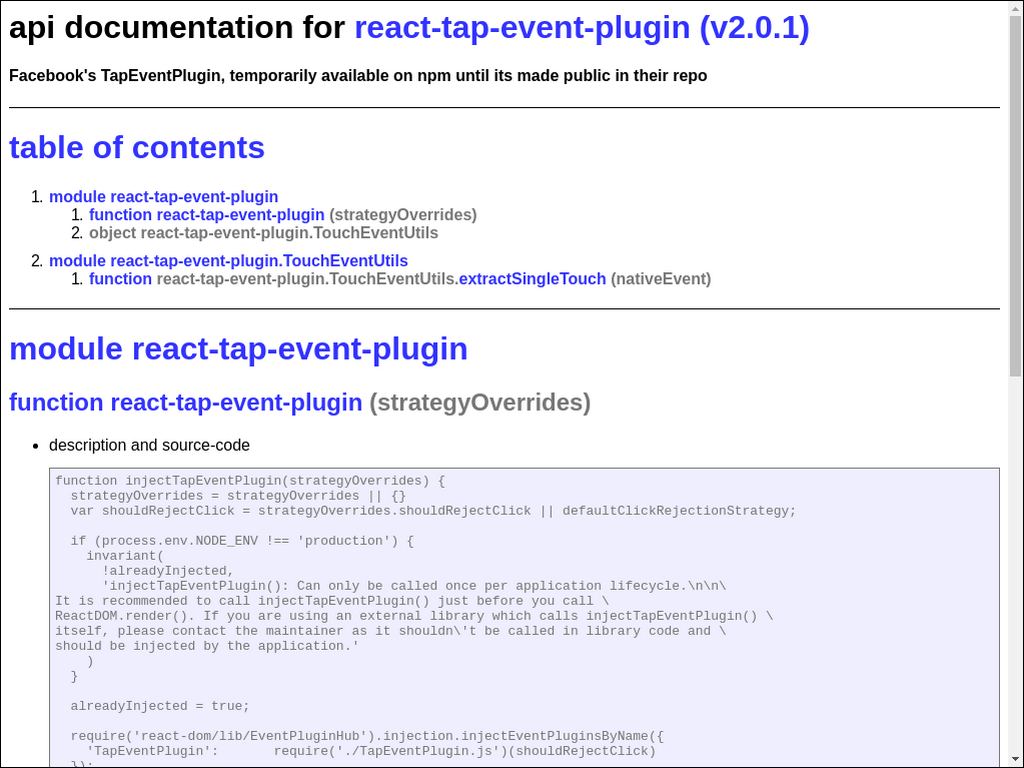 api documentation for react-tap-event-plugin (v2.0.1)
Facebook's TapEventPlugin, temporarily available on npm until its made public in their repo
table of contents
1. module react-tap-event-plugin
1. function react-tap-event-plugin (strategyOverrides)
2. object react-tap-event-plugin.TouchEventUtils
2. module react-tap-event-plugin.TouchEventUtils
1. function react-tap-event-plugin.TouchEventUtils.extractSingleTouch (nativeEvent)
module react-tap-event-plugin
function react-tap-event-plugin (strategyOverrides)
• description and source-code
function injectTapEventPlugin(strategyOverrides) {
  strategyOverrides = strategyOverrides || {}
  var shouldRejectClick = strategyOverrides.shouldRejectClick || defaultClickRejectionStrategy;
  if (process.env.NODE_ENV !== 'production') {
    invariant(
      !alreadyInjected,
      'injectTapEventPlugin(): Can only be called once per application lifecycle.\n\n\
It is recommended to call injectTapEventPlugin() just before you call \
ReactDOM.render(). If you are using an external library which calls injectTapEventPlugin() \
itself, please contact the maintainer as it shouldn\'t be called in library code and \
should be injected by the application.'
    )
  }
  alreadyInjected = true;
  require('react-dom/lib/EventPluginHub').injection.injectEventPluginsByName({
    'TapEventPlugin':       require('./TapEventPlugin.js')(shouldRejectClick)
  });